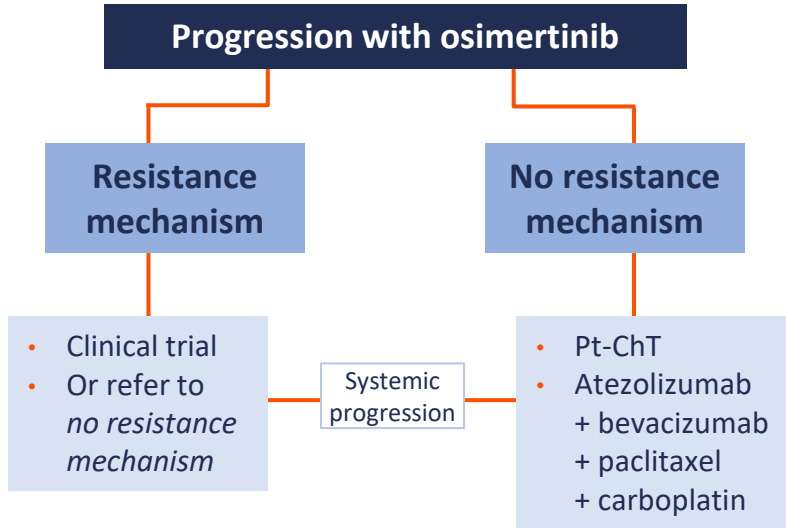 Progression with osimertinib
Resistance
mechanism
No resistance
mechanism
• Clinical trial
• Or refer to
no resistance
mechanism
Systemic
progression
• Pt-ChT
• Atezolizumab
+ bevacizumab
+ paclitaxel
+ carboplatin